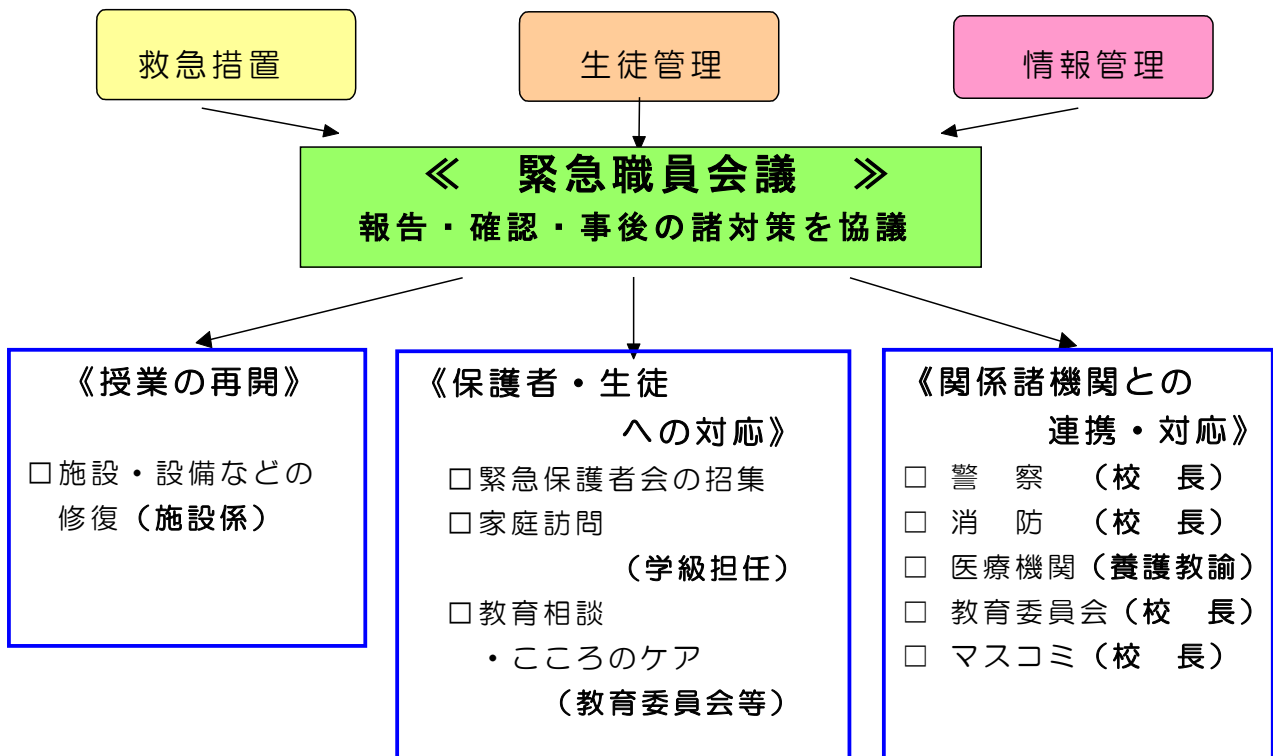 救急措置
生徒管理
情報管理
≪　緊急職員会議　≫
報告・確認・事後の諸対策を協議
《授業の再開》
□施設・設備などの
修復（施設係）
《保護者・生徒
への対応》
□緊急保護者会の招集
□家庭訪問
（学級担任）
□教育相談
・こころのケア
（教育委員会等）
《関係諸機関との
連携・対応》
□ 警　察　（校　長）
□ 消　防　（校　長）
□ 医療機関（養護教諭）
□ 教育委員会（校　長）
□ マスコミ（校　長）